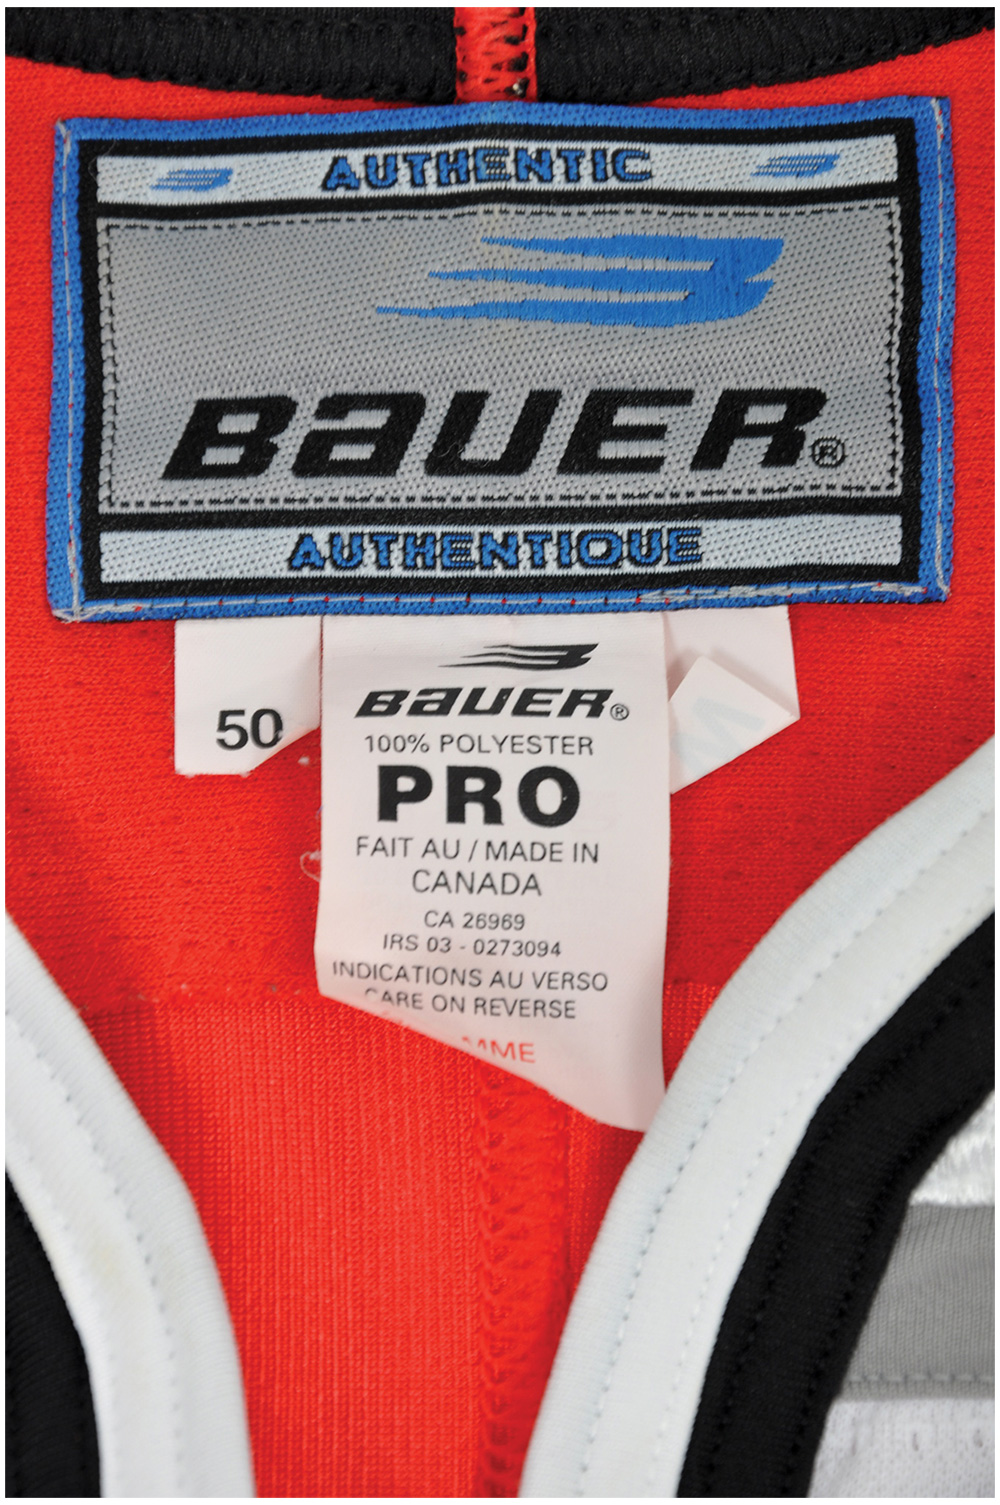 AUTHENTIC
BAUER®
AUTHENTIQUE
50
BAUER®
100% POLYESTER
PRO
FAIT AU / MADE IN
CANADA
CA 26969
IRS 03 - 0273094
INDICATIONS AU VERSO
CARE ON REVERSE